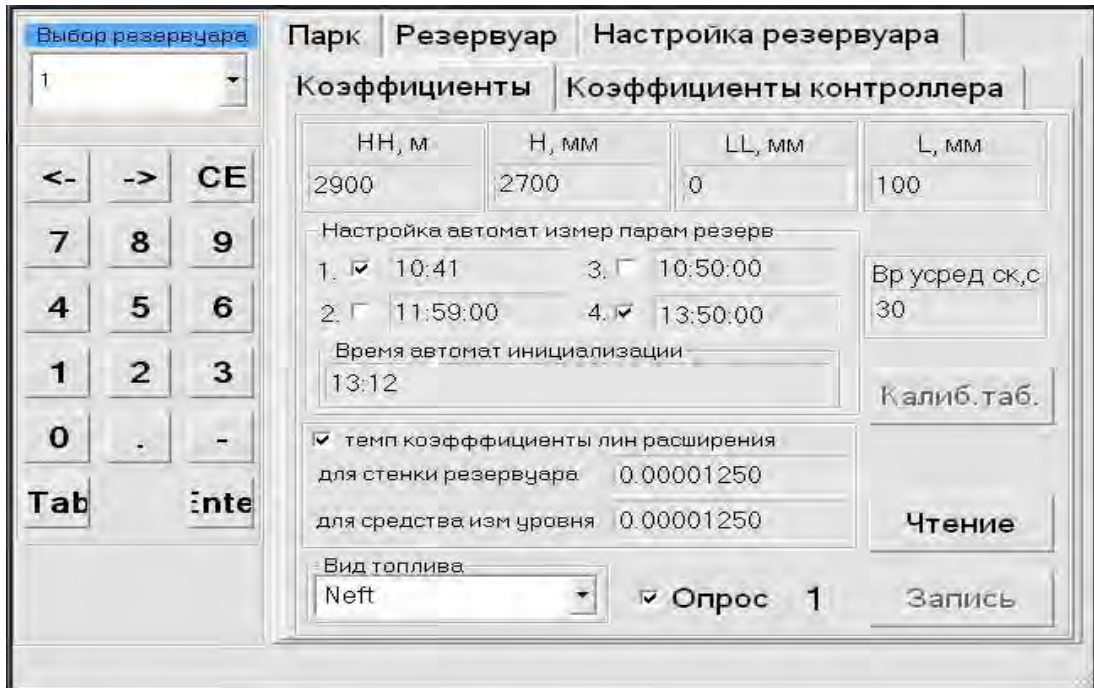 Выбор резервуара
1
<- -> CE
7 8 9
4 5 6
1 2 3
0 . -
Tab Ente
Парк Резервуар Настройка резервуара
Коэффициенты Коэффициенты контроллера
HH, м H, мм LL, мм L, мм
2900 2700 0 100
Настройка автомат измер парам резерв
1. 10:41 3. 10:50:00
2. 11:59:00 4. 13:50:00
Время автомат инициализации
13:12
Вр усред ск,с
30
Калиб.таб.
темп коэфффициенты лин расширения
для стенки резервуара 0.00001250
для средства изм уровня 0.00001250
Чтение
Вид топлива
Neft
Опрос 1
Запись